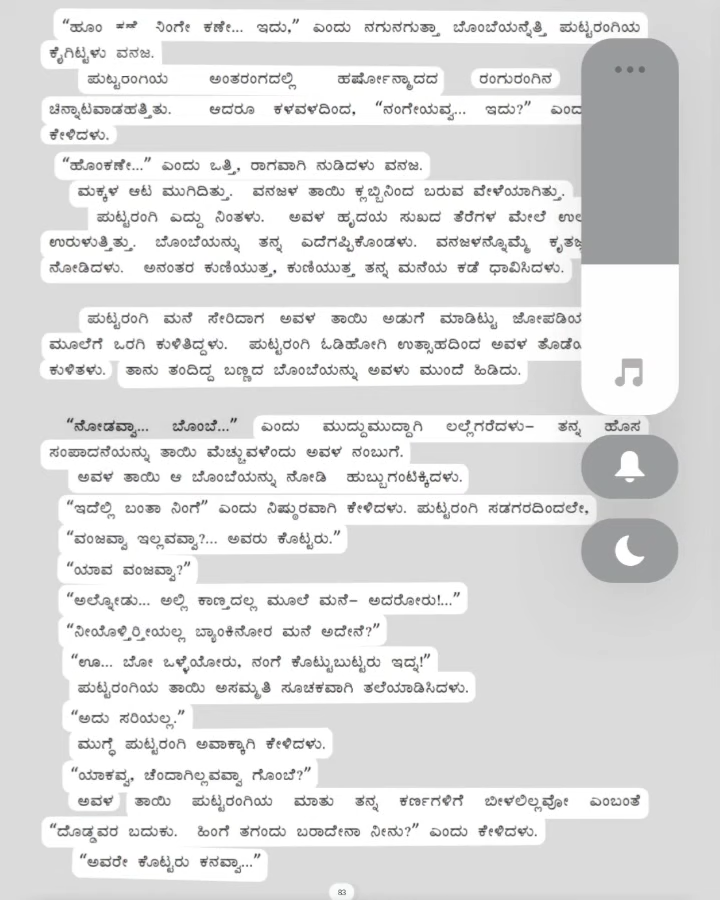 “ಹೂಂ ಕಣೆ ನಿಂಗೇ ಕಣೇ... ಇದು,” ಎಂದು ನಗುನಗುತ್ತಾ ಬೊಂಬೆಯನ್ನೆತ್ತಿ ಪುಟ್ಟರಂಗಿಯ
ಕೈಗಿಟ್ಟಳು ವನಜ.
ಪುಟ್ಟರಂಗಿಯ ಅಂತರಂಗದಲ್ಲಿ ಹರ್ಷೋನ್ಮಾದದ ರಂಗುರಂಗಿನ
ಚಿನ್ನಾಟವಾಡಹತ್ತಿತು. ಆದರೂ ಕಳವಳದಿಂದ, “ನಂಗೇಯವ್ವ... ಇದು?”
ಕೇಳಿದಳು.
“ಹೊಂಕಣೇ...” ಎಂದು ಒತ್ತಿ, ರಾಗವಾಗಿ ನುಡಿದಳು ವನಜ.
ಮಕ್ಕಳ ಆಟ ಮುಗಿದಿತ್ತು. ವನಜಳ ತಾಯಿ ಕ್ಲಬ್ಬಿನಿಂದ ಬರುವ ವೇಳೆಯಾಗಿತ್ತು.
ಪುಟ್ಟರಂಗಿ ಎದ್ದು ನಿಂತಳು. ಅವಳ ಹೃದಯ ಸುಖದ ತೆರೆಗಳ ಮೇಲೆ
ಉರುಳುತ್ತಿತ್ತು. ಬೊಂಬೆಯನ್ನು ತನ್ನ ಎದೆಗಪ್ಪಿಕೊಂಡಳು. ವನಜಳನ್ನೊಮ್ಮೆ
ನೋಡಿದಳು. ಅನಂತರ ಕುಣಿಯುತ್ತ, ಕುಣಿಯುತ್ತ ತನ್ನ ಮನೆಯ ಕಡೆ ಧಾವಿಸಿದಳು.
ಪುಟ್ಟರಂಗಿ ಮನೆ ಸೇರಿದಾಗ ಅವಳ ತಾಯಿ ಅಡುಗೆ ಮಾಡಿಟ್ಟು
ಮೂಲೆಗೆ ಒರಗಿ ಕುಳಿತಿದ್ದಳು. ಪುಟ್ಟರಂಗಿ ಓಡಿಹೋಗಿ ಉತ್ಸಾಹದಿಂದ ಅವಳ
ಕುಳಿತಳು. ತಾನು ತಂದಿದ್ದ ಬಣ್ಣದ ಬೊಂಬೆಯನ್ನು ಅವಳು ಮುಂದೆ ಹಿಡಿದು.
“ನೋಡವ್ವಾ... ಬೊಂಬೆ...” ಎಂದು ಮುದ್ದುಮುದ್ದಾಗಿ ಲಲ್ಲೆಗರೆದಳು– ತನ್ನ ಹೊಸ
ಸಂಪಾದನೆಯನ್ನು ತಾಯಿ ಮೆಚ್ಚುವಳೆಂದು ಅವಳ ನಂಬುಗೆ.
ಅವಳ ತಾಯಿ ಆ ಬೊಂಬೆಯನ್ನು ನೋಡಿ ಹುಬ್ಬುಗಂಟಿಕ್ಕಿದಳು.
“ಇದೆಲ್ಲಿ ಬಂತಾ ನಿಂಗೆ” ಎಂದು ನಿಷ್ಠುರವಾಗಿ ಕೇಳಿದಳು. ಪುಟ್ಟರಂಗಿ ಸಡಗರದಿಂದಲೇ,
“ವಂಜವ್ವಾ ಇಲ್ಲವವ್ವಾ?... ಅವರು ಕೊಟ್ಟರು.”
“ಯಾವ ವಂಜವ್ವಾ?”
“ಅಲ್ನೋಡು... ಅಲ್ಲಿ ಕಾಣ್ತದಲ್ಲ ಮೂಲೆ ಮನೆ– ಅದರೋರು!...”
“ನೀಯೊಳ್ತಿರ್‍ತೀಯಲ್ಲ ಬ್ಯಾಂಕಿನೋರ ಮನೆ ಅದೇನೆ?”
“ಊ... ಬೋ ಒಳ್ಳೆಯೋರು, ನಂಗೆ ಕೊಟ್ಟುಬುಟ್ಟರು ಇದ್ನ!”
ಪುಟ್ಟರಂಗಿಯ ತಾಯಿ ಅಸಮ್ಮತಿ ಸೂಚಕವಾಗಿ ತಲೆಯಾಡಿಸಿದಳು.
“ಅದು ಸರಿಯಲ್ಲ.”
ಮುಗ್ಧೆ ಪುಟ್ಟರಂಗಿ ಅವಾಕ್ಕಾಗಿ ಕೇಳಿದಳು.
“ಯಾಕವ್ವ, ಚೆಂದಾಗಿಲ್ಲವವ್ವಾ ಗೊಂಬೆ?”
ಅವಳ ತಾಯಿ ಪುಟ್ಟರಂಗಿಯ ಮಾತು ತನ್ನ ಕರ್ಣಗಳಿಗೆ ಬೀಳಲಿಲ್ಲವೋ ಎಂಬಂತೆ
“ದೊಡ್ಡವರ ಬದುಕು. ಹಿಂಗೆ ತಗಂದು ಬರಾದೇನಾ ನೀನು?” ಎಂದು ಕೇಳಿದಳು.
“ಅವರೇ ಕೊಟ್ಟರು ಕನವ್ವಾ...”
83